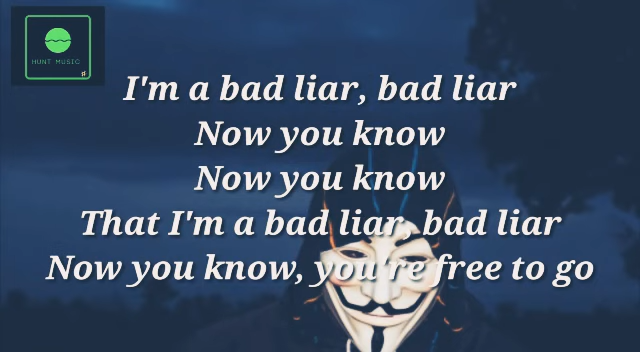 HUNT MUSIC
I'm a bad liar, bad liar
Now you know
Now you know
That I'm a bad liar, bad liar
Now you know, you're free to go